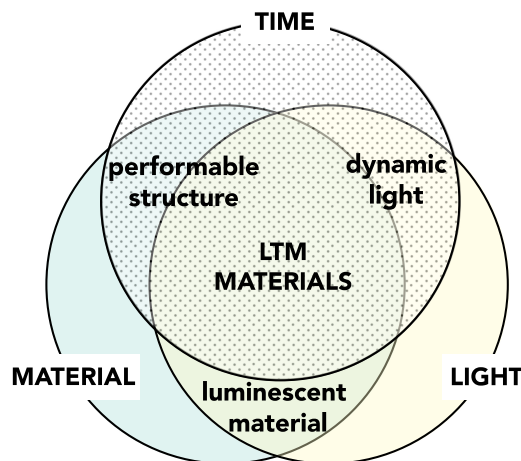 TIME
performable
structure
dynamic
light
LTM
MATERIALS
MATERIAL
LIGHT
luminescent
material